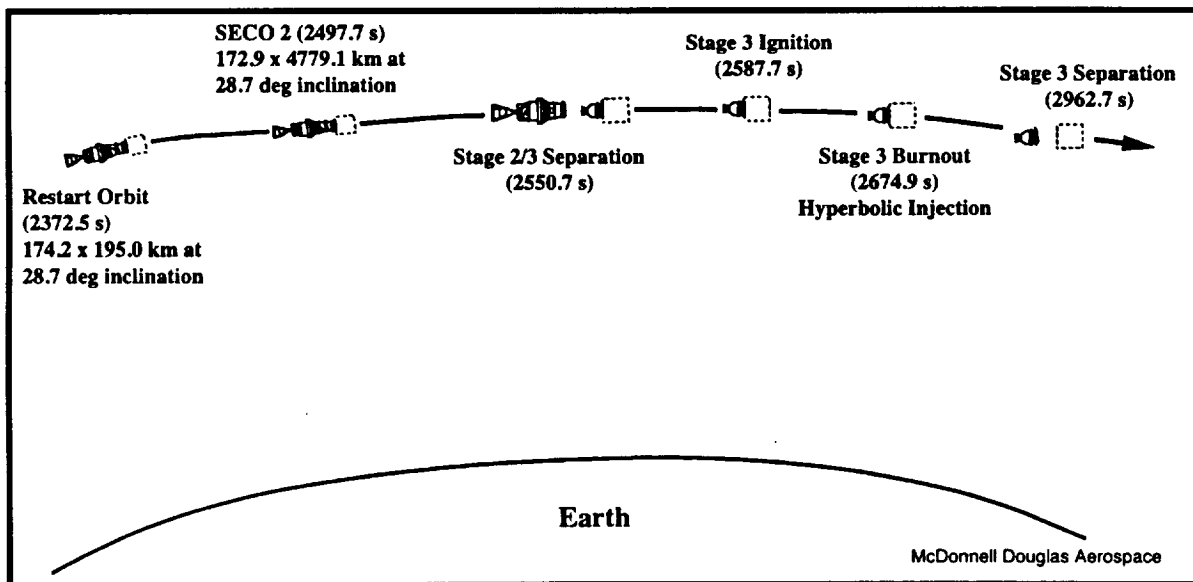 SECO 2 (2497.7 s)
172.9 x 4779.1 km at
28.7 deg inclination
Stage 3 Ignition
(2587.7 s)
Stage 3 Separation
(2962.7 s)
Restart Orbit
(2372.5 s)
174.2 x 195.0 km at
28.7 deg inclination
Stage 2/3 Separation
(2550.7 s)
Stage 3 Burnout
(2674.9 s)
Hyperbolic Injection
Earth
McDonnell Douglas Aerospace